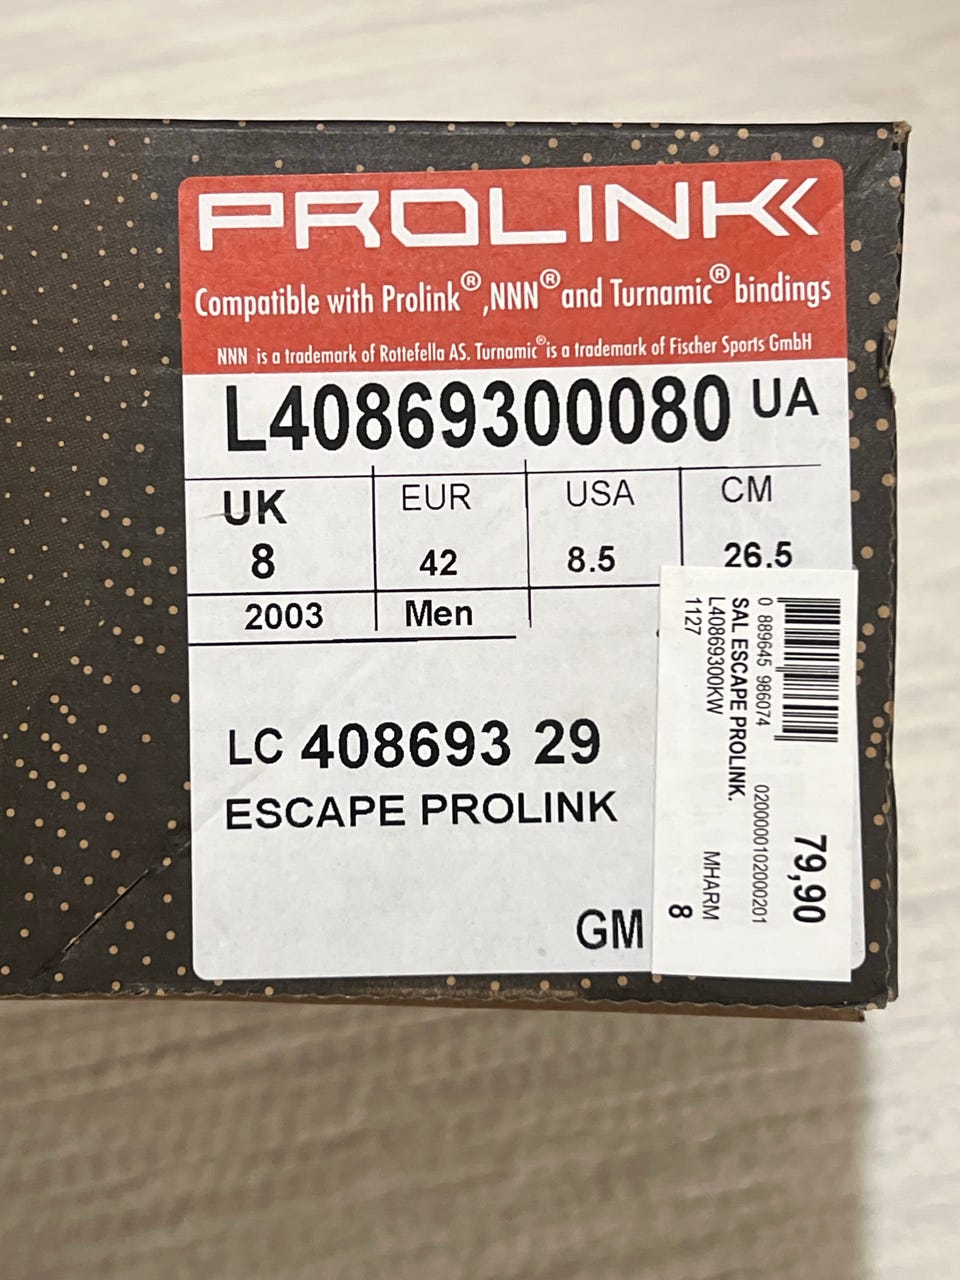 PROLINK
Compatible with Prolink®, NNN® and Turnamic® bindings
NNN is a trademark of Rottefella AS. Turnamic® is a trademark of Fischer Sports GmbH
L40869300080 UA
UK EUR USA CM
8 42 8.5 26.5
2003 Men
LC 408693 29
ESCAPE PROLINK
GM
0 889645 986074 0200000102000201
SAL ESCAPE PROLINK. 79,90
L40869300KW MHARM
1127 8